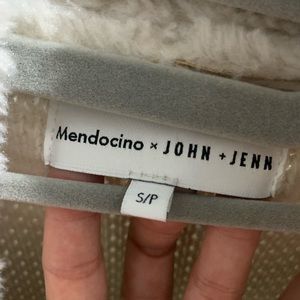 Mendocino × JOHN + JENN
S/P